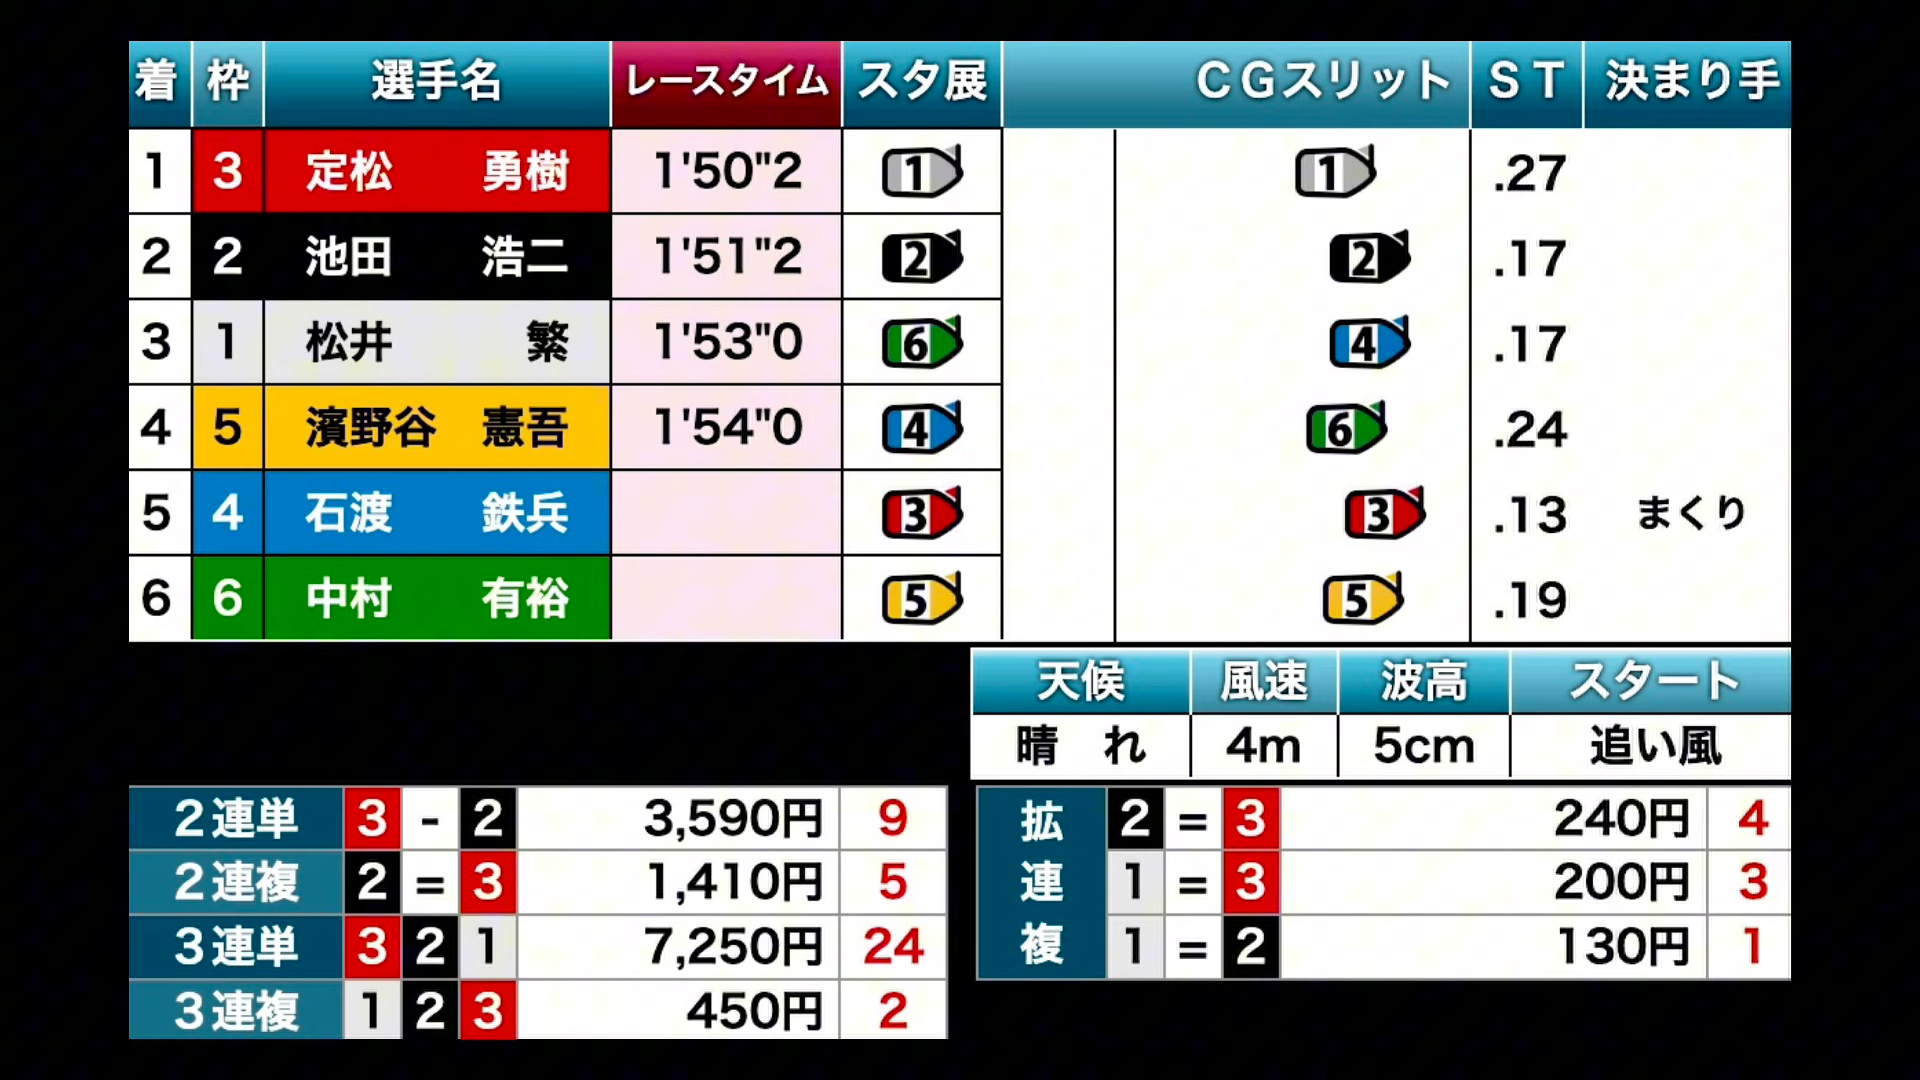 着 枠 選手名 レースタイム スタ展 CGスリット ST 決まり手
1 3 定松 勇樹 1'50"2 1 1 .27
2 2 池田 浩二 1'51"2 2 2 .17
3 1 松井 繁 1'53"0 6 4 .17
4 5 濱野谷 憲吾 1'54"0 4 6 .24
5 4 石渡 鉄兵 3 3 .13 まくり
6 6 中村 有裕 5 5 .19
天候 風速 波高 スタート
晴れ 4m 5cm 追い風
2連単 3 - 2 3,590円 9
2連複 2 = 3 1,410円 5
3連単 3 2 1 7,250円 24
3連複 1 2 3 450円 2
拡 2 = 3 240円 4
連 1 = 3 200円 3
複 1 = 2 130円 1